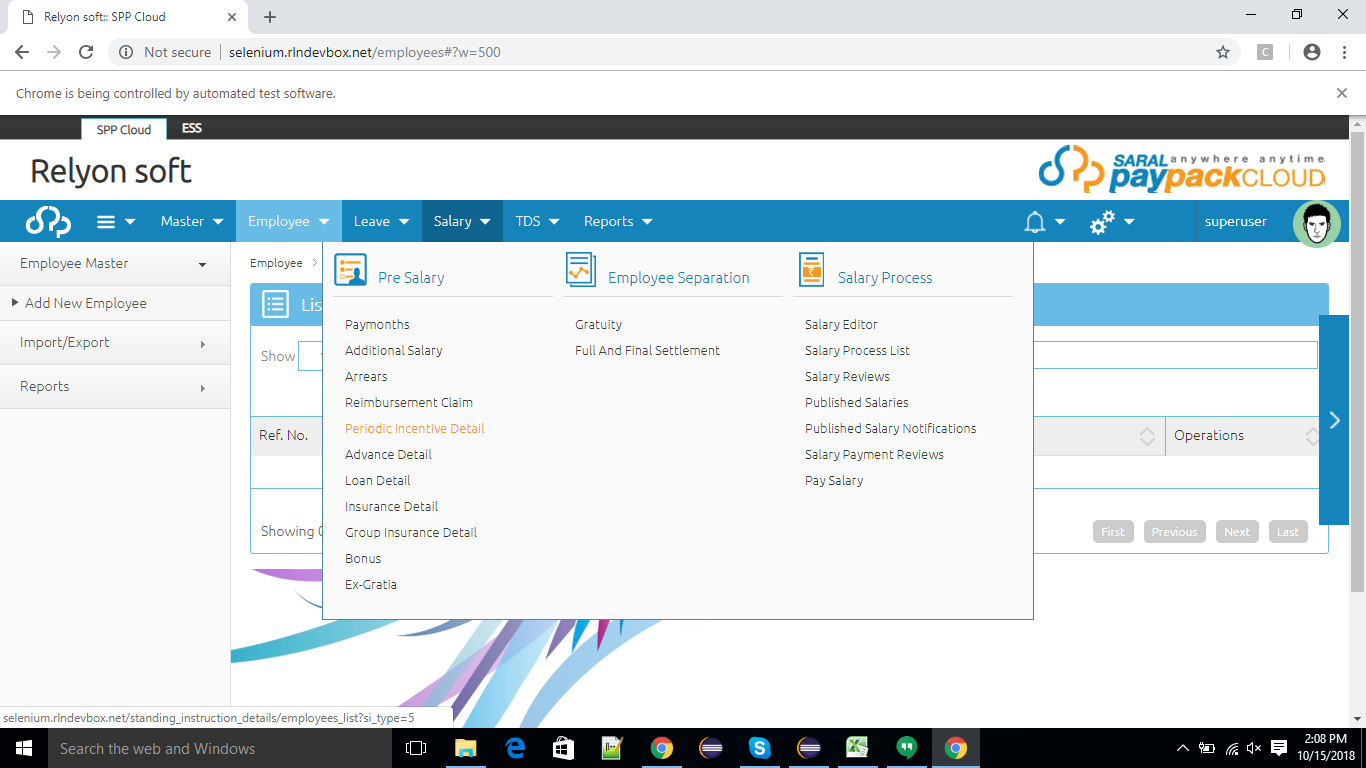 Relyon soft:: SPP Cloud
Not secure selenium.rlndevbox.net/employees#?w=500
C
Chrome is being controlled by automated test software.
SPP Cloud ESS
Relyon soft
SARAL anywhere anytime
paypackCLOUD
Master Employee Leave Salary TDS Reports superuser
Employee Master
Add New Employee
Import/Export
Reports
Employee
Lis
Show
Ref. No. Operations
Showing
First Previous Next Last
Pre Salary
Paymonths
Additional Salary
Arrears
Reimbursement Claim
Periodic Incentive Detail
Advance Detail
Loan Detail
Insurance Detail
Group Insurance Detail
Bonus
Ex-Gratia
Employee Separation
Gratuity
Full And Final Settlement
Salary Process
Salary Editor
Salary Process List
Salary Reviews
Published Salaries
Published Salary Notifications
Salary Payment Reviews
Pay Salary
selenium.rlndevbox.net/standing_instruction_details/employees_list?si_type=5
Search the web and Windows
2:08 PM
10/15/2018